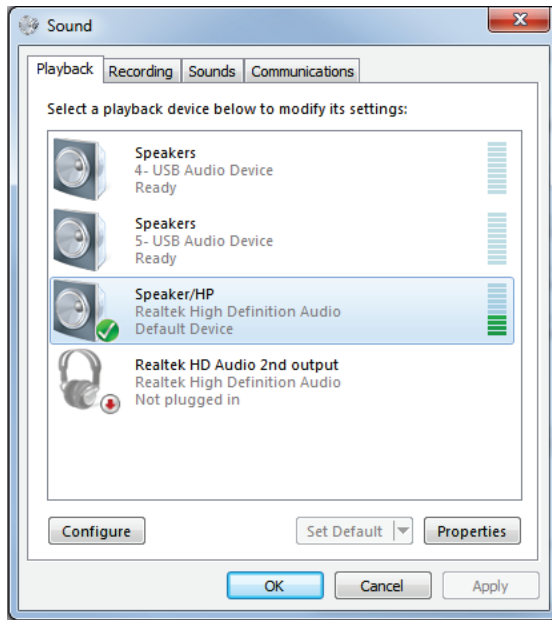 Sound
Playback Recording Sounds Communications
Select a playback device below to modify its settings:
Speakers
4- USB Audio Device
Ready
Speakers
5- USB Audio Device
Ready
Speaker/HP
Realtek High Definition Audio
Default Device
Realtek HD Audio 2nd output
Realtek High Definition Audio
Not plugged in
Configure Set Default Properties
OK Cancel Apply